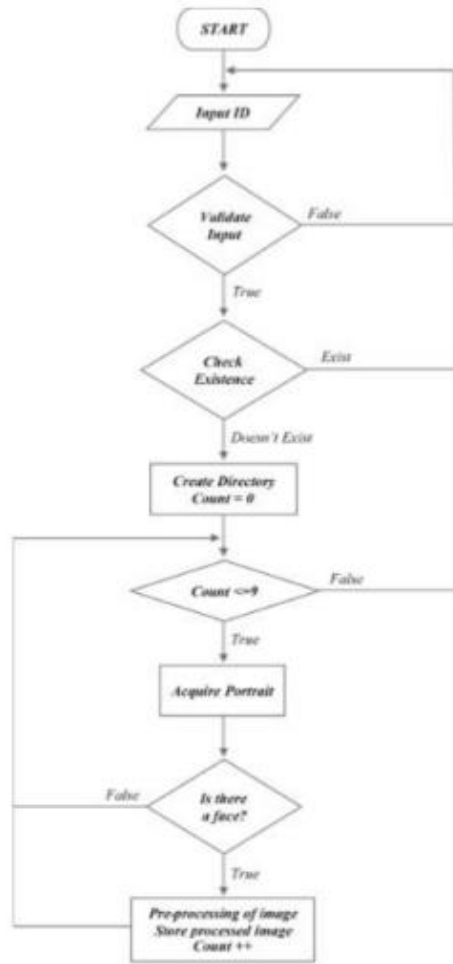 START
Input ID
Validate
Input
False
True
Check
Existence
Exist
Doesn't Exist
Create Directory
Count = 0
Count <=9
False
True
Acquire Portrait
Is there
a face?
False
True
Pre-processing of image
Store processed image
Count ++